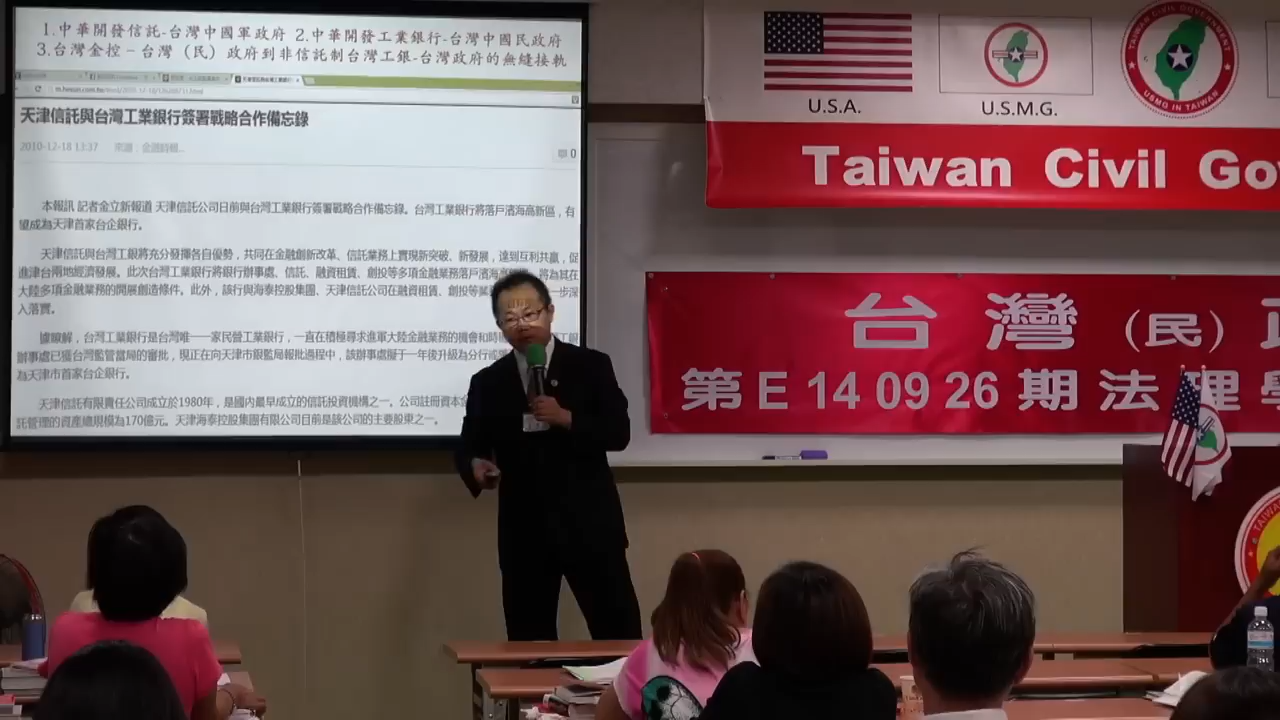 1.中華開發信託-台灣中國軍政府 2.中華開發工業銀行-台灣中國民政府
3.台灣金控－台灣（民）政府到非信託制台灣工銀-台灣政府的無縫接軌
天津信託與台灣工業銀行簽署戰略合作備忘錄
2010-12-18 13:37 來源：金融時報...
0
本報訊 記者金立新報道 天津信託公司日前與台灣工業銀行簽署戰略合作備忘錄。台灣工業銀行將落戶濱海高新區，有
望成為天津首家台企銀行。
天津信託與台灣工銀將充分發揮各自優勢，共同在金融創新改革、信託業務上實現新突破、新發展，達到互利共贏，促
進津台兩地經濟發展。此次台灣工業銀行將銀行辦事處、信託、融資租賃、創投等多項金融業務落戶濱海高 將為其在
大陸多項金融業務的開展創造條件。此外，該行與海泰控股集團、天津信託公司在融資租賃、創投等業 一步深
入落實。
據瞭解，台灣工業銀行是台灣唯一一家民營工業銀行，一直在積極尋求進軍大陸金融業務的機會和時
辦事處已獲台灣監管當局的審批，現正在向天津市銀監局報批過程中，該辦事處擬于一年後升級為分行或
為天津市首家台企銀行。
天津信託有限責任公司成立於1980年，是國內最早成立的信託投資機構之一。公司註冊資本
託管理的資產總規模為170億元。天津海泰控股集團有限公司目前是該公司的主要股東之一。
U.S.A.
U.S.M.G.
TAIWAN CIVIL GOVERNMENT
USMG IN TAIWAN
Taiwan Civil Go
台灣（民）
第E 14 09 26 期法理學